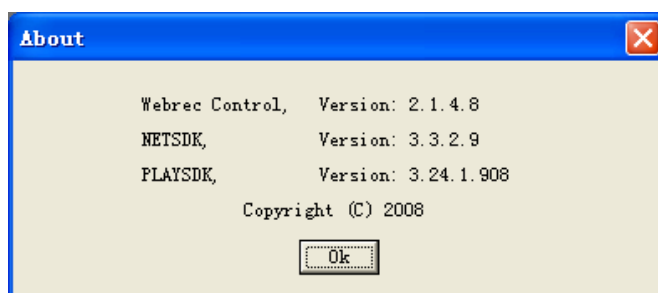 About
Webrec Control, Version: 2.1.4.8
NETSDK, Version: 3.3.2.9
PLAYSDK, Version: 3.24.1.908
Copyright (C) 2008
Ok